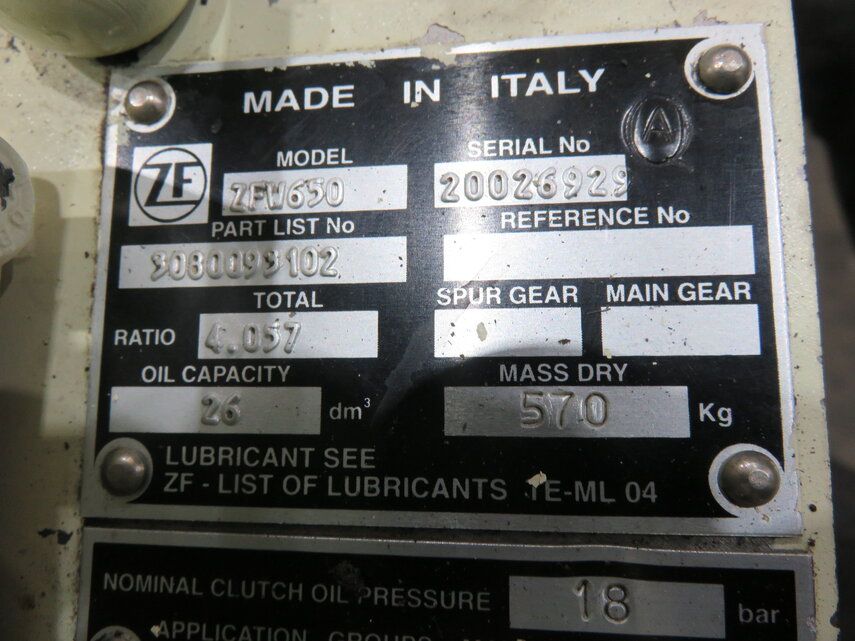 MADE IN ITALY
A
ZF
MODEL
ZFW650
SERIAL No
20026929
PART LIST No
3080093102
REFERENCE No
TOTAL
RATIO 4.057
SPUR GEAR
MAIN GEAR
OIL CAPACITY
26 dm³
MASS DRY
570 Kg
LUBRICANT SEE
ZF - LIST OF LUBRICANTS TE-ML 04
NOMINAL CLUTCH OIL PRESSURE 18 bar
APPLICATION GROUPS